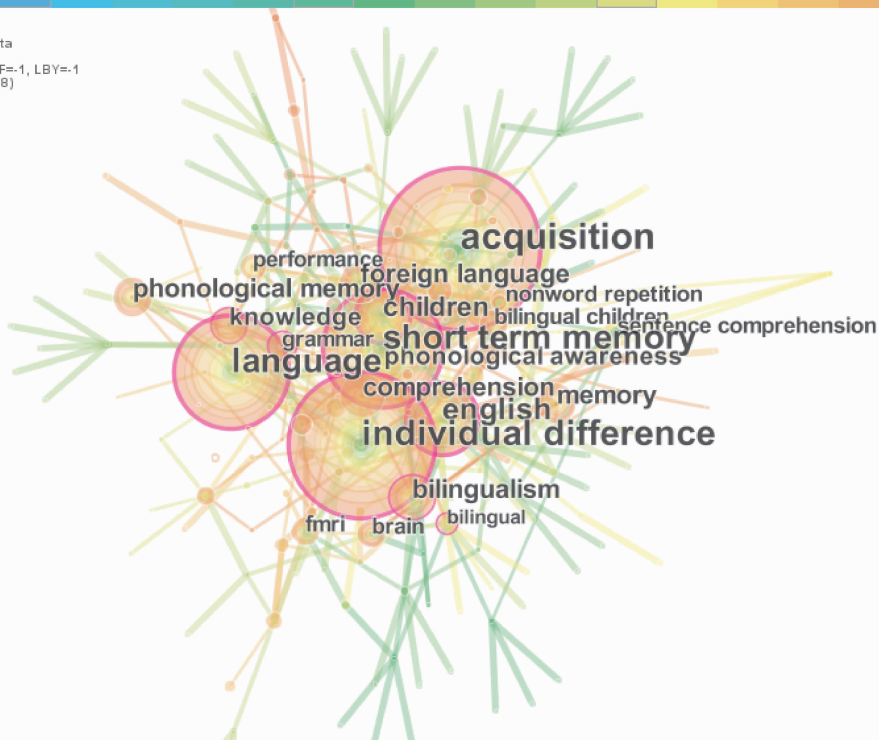 ta
F=-1, LBY=-1
8)
acquisition
performance
foreign language
phonological memory
nonword repetition
children
knowledge
bilingual children
sentence comprehension
grammar
short term memory
language
phonological awareness
comprehension
memory
english
individual difference
bilingualism
bilingual
fmri
brain